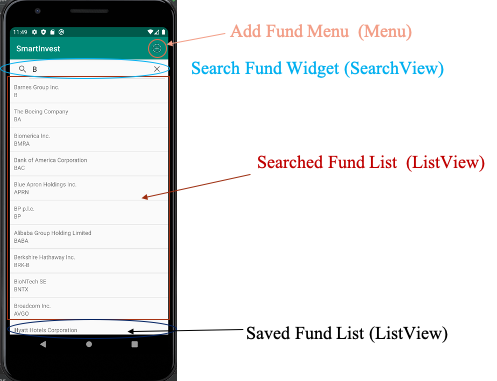 11:49
SmartInvest
Add Fund Menu (Menu)
B
Search Fund Widget (SearchView)
Barnes Group Inc.
B
The Boeing Company
BA
Biomerica Inc.
BMRA
Bank of America Corporation
BAC
Searched Fund List (ListView)
Blue Apron Holdings Inc.
APRN
BP p.l.c.
BP
Alibaba Group Holding Limited
BABA
Berkshire Hathaway Inc.
BRK-B
BioNTech SE
BNTX
Broadcom Inc.
AVGO
Hyatt Hotels Corporation
Saved Fund List (ListView)